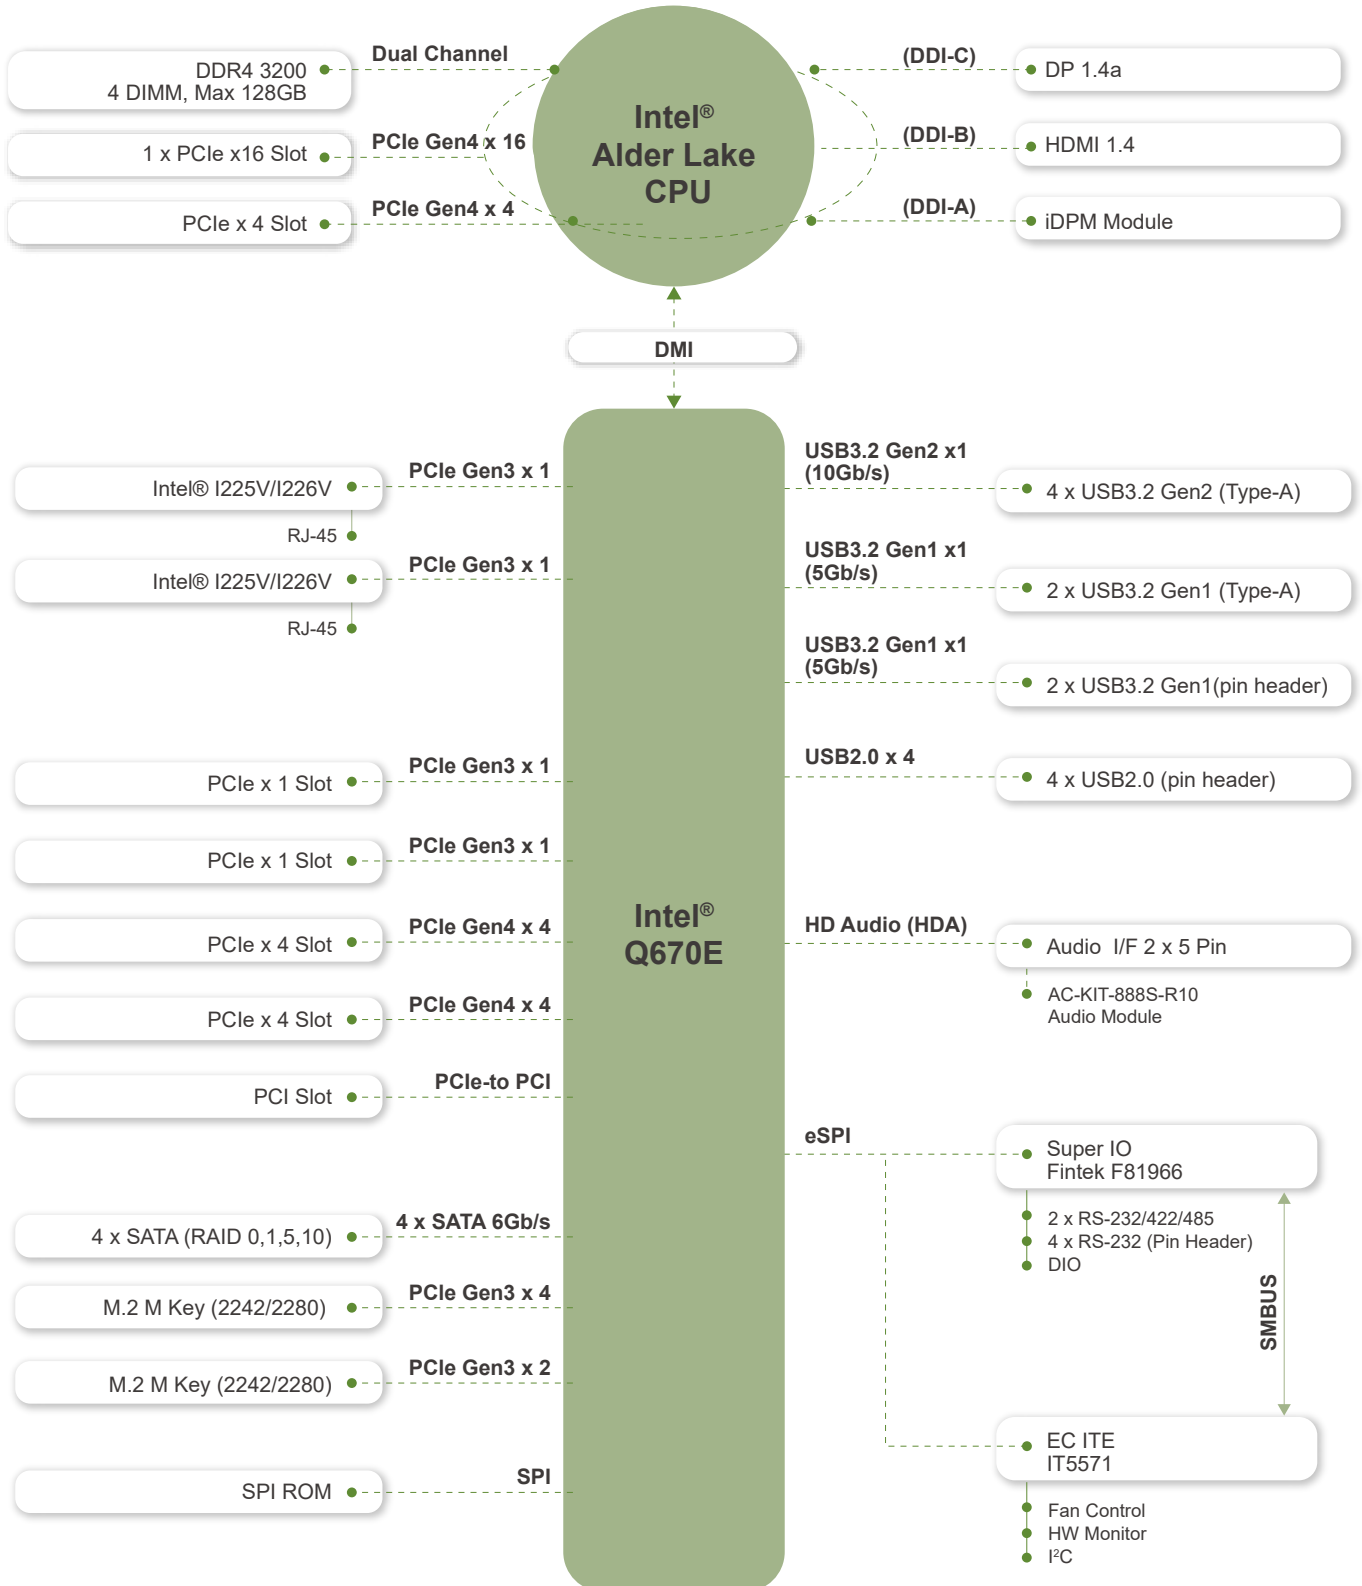 Dual Channel
DDR4 3200
4 DIMM, Max 128GB
PCIe Gen4 x 16
1 x PCIe x16 Slot
PCIe Gen4 x 4
PCIe x 4 Slot
Intel®
Alder Lake
CPU
(DDI-C)
DP 1.4a
(DDI-B)
HDMI 1.4
(DDI-A)
iDPM Module
DMI
PCIe Gen3 x 1
Intel® I225V/I226V
RJ-45
PCIe Gen3 x 1
Intel® I225V/I226V
RJ-45
PCIe Gen3 x 1
PCIe x 1 Slot
PCIe Gen3 x 1
PCIe x 1 Slot
PCIe Gen4 x 4
PCIe x 4 Slot
PCIe Gen4 x 4
PCIe x 4 Slot
PCIe-to PCI
PCI Slot
4 x SATA 6Gb/s
4 x SATA (RAID 0,1,5,10)
PCIe Gen3 x 4
M.2 M Key (2242/2280)
PCIe Gen3 x 2
M.2 M Key (2242/2280)
SPI
SPI ROM
Intel®
Q670E
USB3.2 Gen2 x1
(10Gb/s)
4 x USB3.2 Gen2 (Type-A)
USB3.2 Gen1 x1
(5Gb/s)
2 x USB3.2 Gen1 (Type-A)
USB3.2 Gen1 x1
(5Gb/s)
2 x USB3.2 Gen1(pin header)
USB2.0 x 4
4 x USB2.0 (pin header)
HD Audio (HDA)
Audio I/F 2 x 5 Pin
AC-KIT-888S-R10
Audio Module
eSPI
Super IO
Fintek F81966
2 x RS-232/422/485
4 x RS-232 (Pin Header)
DIO
SMBUS
EC ITE
IT5571
Fan Control
HW Monitor
I²C